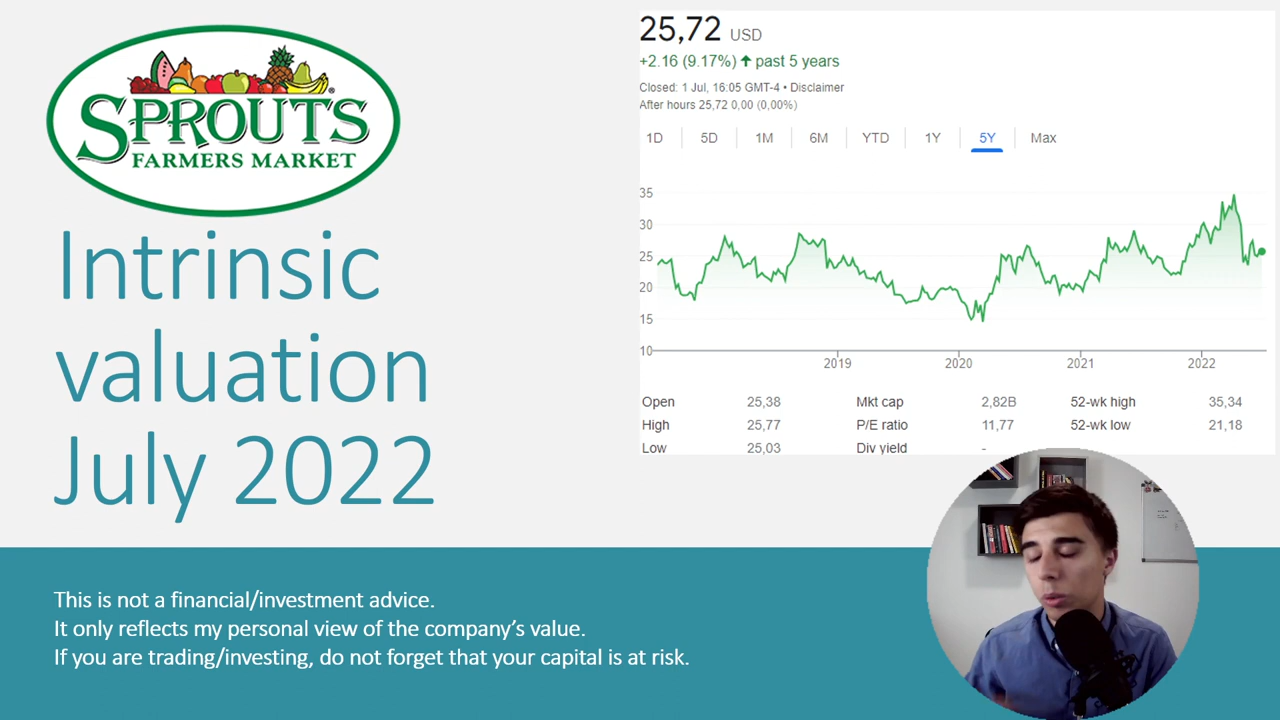 SPROUTS
FARMERS MARKET
Intrinsic
valuation
July 2022
25,72 USD
+2.16 (9.17%) ↑ past 5 years
Closed: 1 Jul, 16:05 GMT-4 • Disclaimer
After hours 25,72 0,00 (0,00%)
1D 5D 1M 6M YTD 1Y 5Y Max
35
30
25
20
15
10
2019 2020 2021 2022
Open 25,38 Mkt cap 2,82B 52-wk high 35,34
High 25,77 P/E ratio 11,77 52-wk low 21,18
Low 25,03 Div yield -
This is not a financial/investment advice.
It only reflects my personal view of the company's value.
If you are trading/investing, do not forget that your capital is at risk.